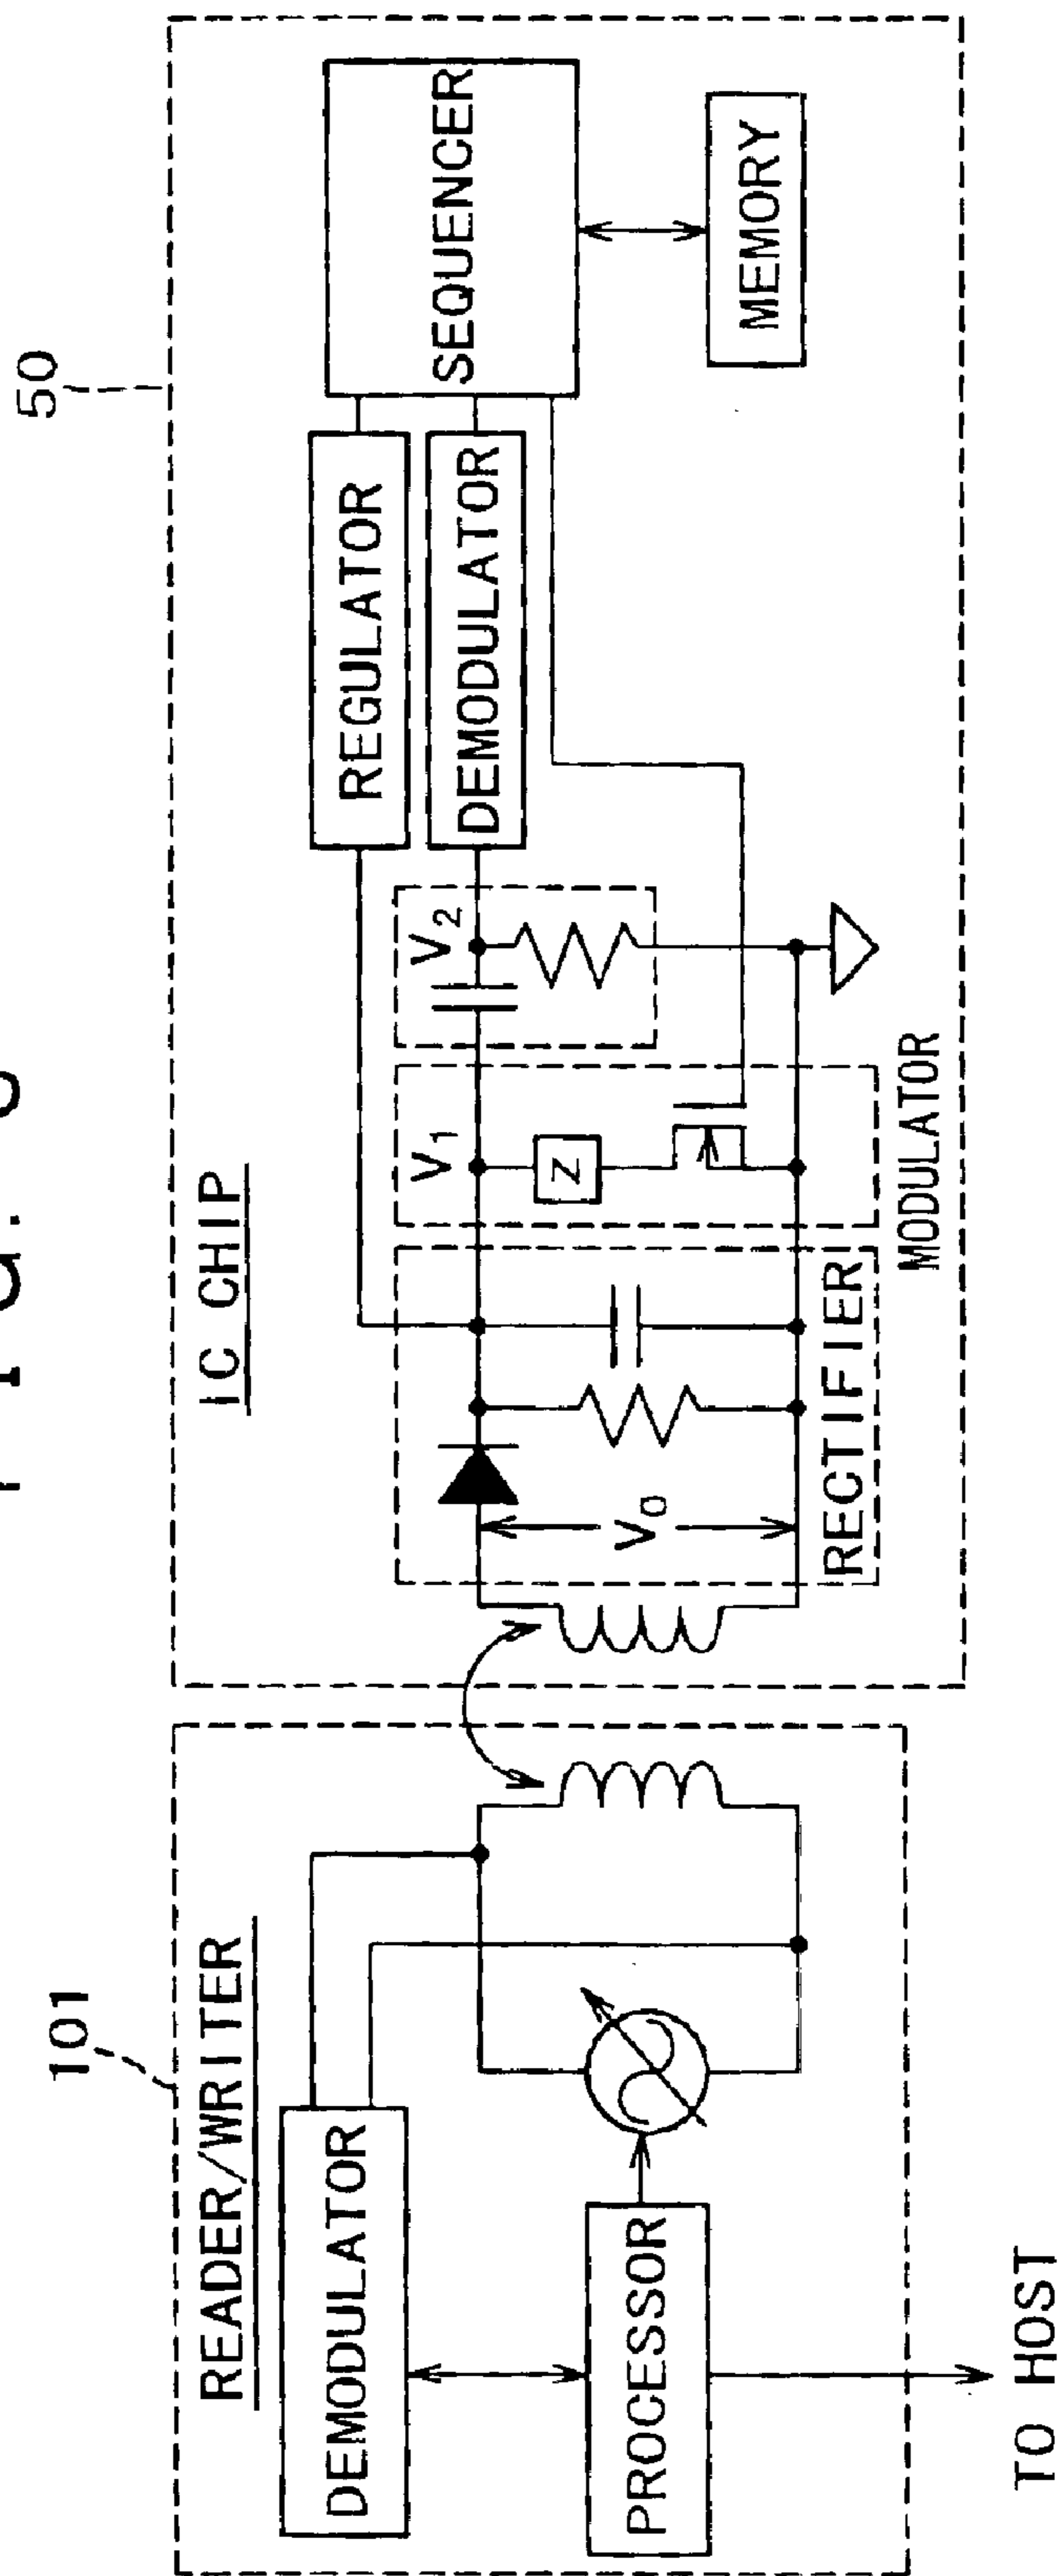 50
101
IC CHIP
READER/WRITER
SEQUENCER
MEMORY
REGULATOR
DEMODULATOR
V2
V1
Z
V0
RECTIFIER
MODULATOR
DEMODULATOR
PROCESSOR
TO HOST